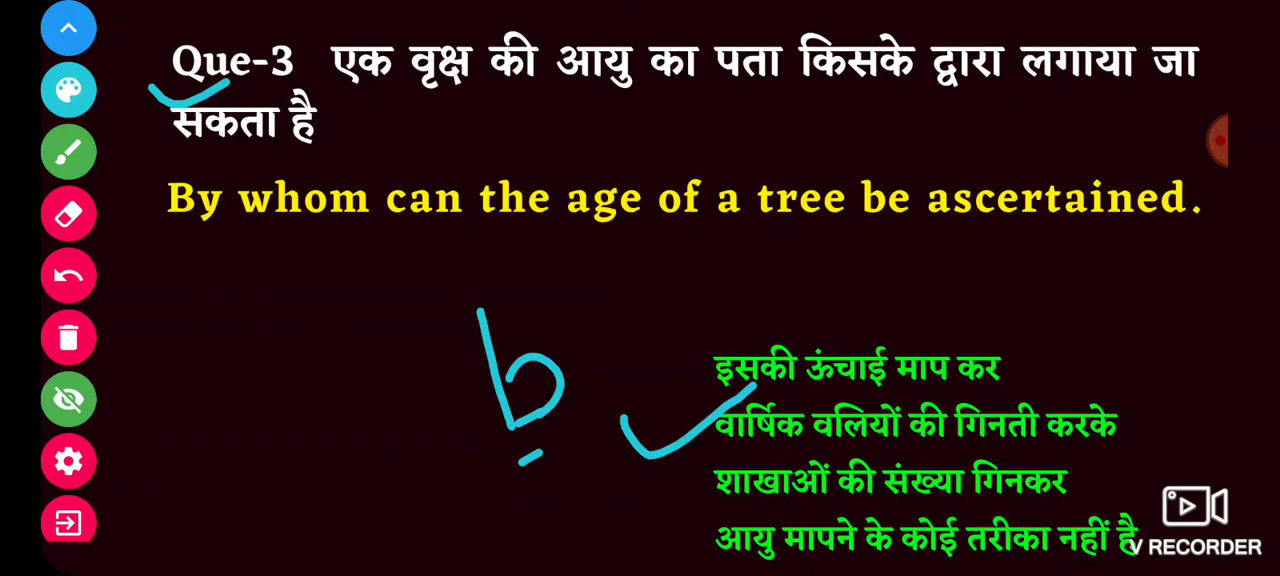 Que-3 एक वृक्ष की आयु का पता किसके द्वारा लगाया जा
सकता है
By whom can the age of a tree be ascertained.
b
इसकी ऊंचाई माप कर
वार्षिक वलियों की गिनती करके
शाखाओं की संख्या गिनकर
आयु मापने के कोई तरीका नहीं है
V RECORDER